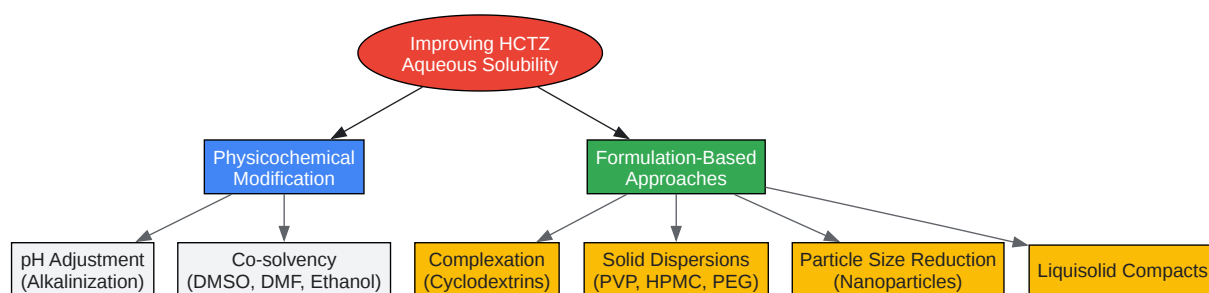 Improving HCTZ
Aqueous Solubility
Physicochemical
Modification
Formulation-Based
Approaches
pH Adjustment
(Alkalinization)
Co-solvency
(DMSO, DMF, Ethanol)
Complexation
(Cyclodextrins)
Solid Dispersions
(PVP, HPMC, PEG)
Particle Size Reduction
(Nanoparticles)
Liquisolid Compacts